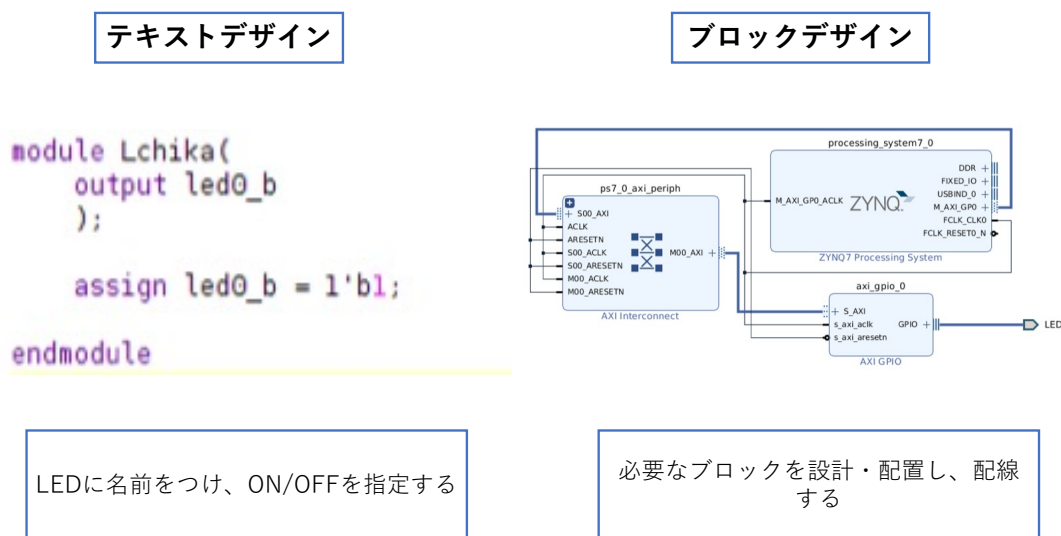 テキストデザイン
module Lchika(
output led0_b
);
assign led0_b = 1'b1;
endmodule
LEDに名前をつけ、ON/OFFを指定する
ブロックデザイン
processing_system7_0
DDR
FIXED_IO
USBIND_0
M_AXI_GP0_ACLK
ZYNQ
M_AXI_GP0
FCLK_CLK0
FCLK_RESET0_N
ZYNQ7 Processing System
ps7_0_axi_periph
S00_AXI
ACLK
ARESETN
S00_ACLK
M00_AXI
S00_ARESETN
M00_ACLK
M00_ARESETN
AXI Interconnect
axi_gpio_0
S_AXI
s_axi_aclk
GPIO
s_axi_aresetn
AXI GPIO
LED
必要なブロックを設計・配置し、配線
する